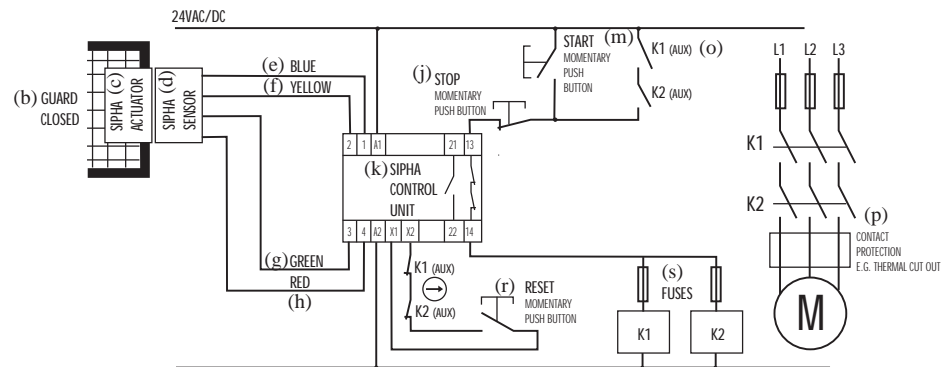 24VAC/DC
(b) GUARD
CLOSED
SIPHA (c)
ACTUATOR
SIPHA (d)
SENSOR
(e) BLUE
(f) YELLOW
(g) GREEN
RED
(h)
(j) STOP
MOMENTARY
PUSH BUTTON
START (m)
MOMENTARY
PUSH
BUTTON
K1 (AUX) (o)
K2 (AUX)
2 1 A1 21 13
(k) SIPHA
CONTROL
UNIT
3 4 A2 X1 X2 22 14
K1 (AUX)
K2 (AUX)
(r) RESET
MOMENTARY
PUSH BUTTON
(s)
FUSES
K1
K2
L1 L2 L3
K1
K2
(p)
CONTACT
PROTECTION
E.G. THERMAL CUT OUT
M